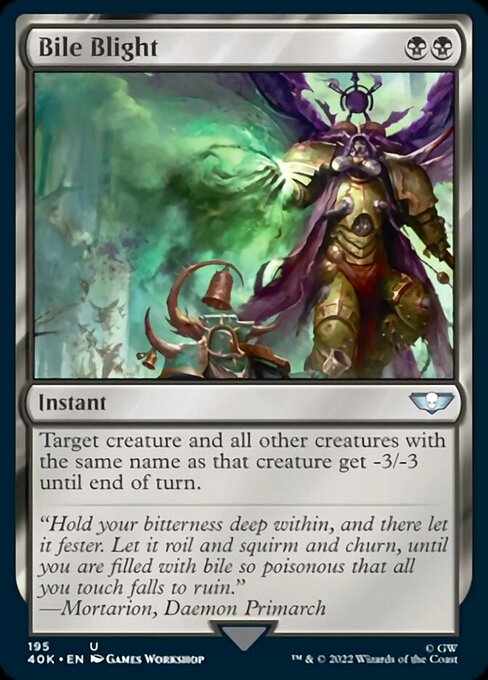 Bile Blight
Instant
Target creature and all other creatures with
the same name as that creature get -3/-3
until end of turn.
“Hold your bitterness deep within, and there let
it fester. Let it roil and squirm and churn, until
you are filled with bile so poisonous that all
you touch falls to ruin.”
—Mortarion, Daemon Primarch
195 U
40K • EN Games Workshop
© GW
™ & © 2022 Wizards of the Coast